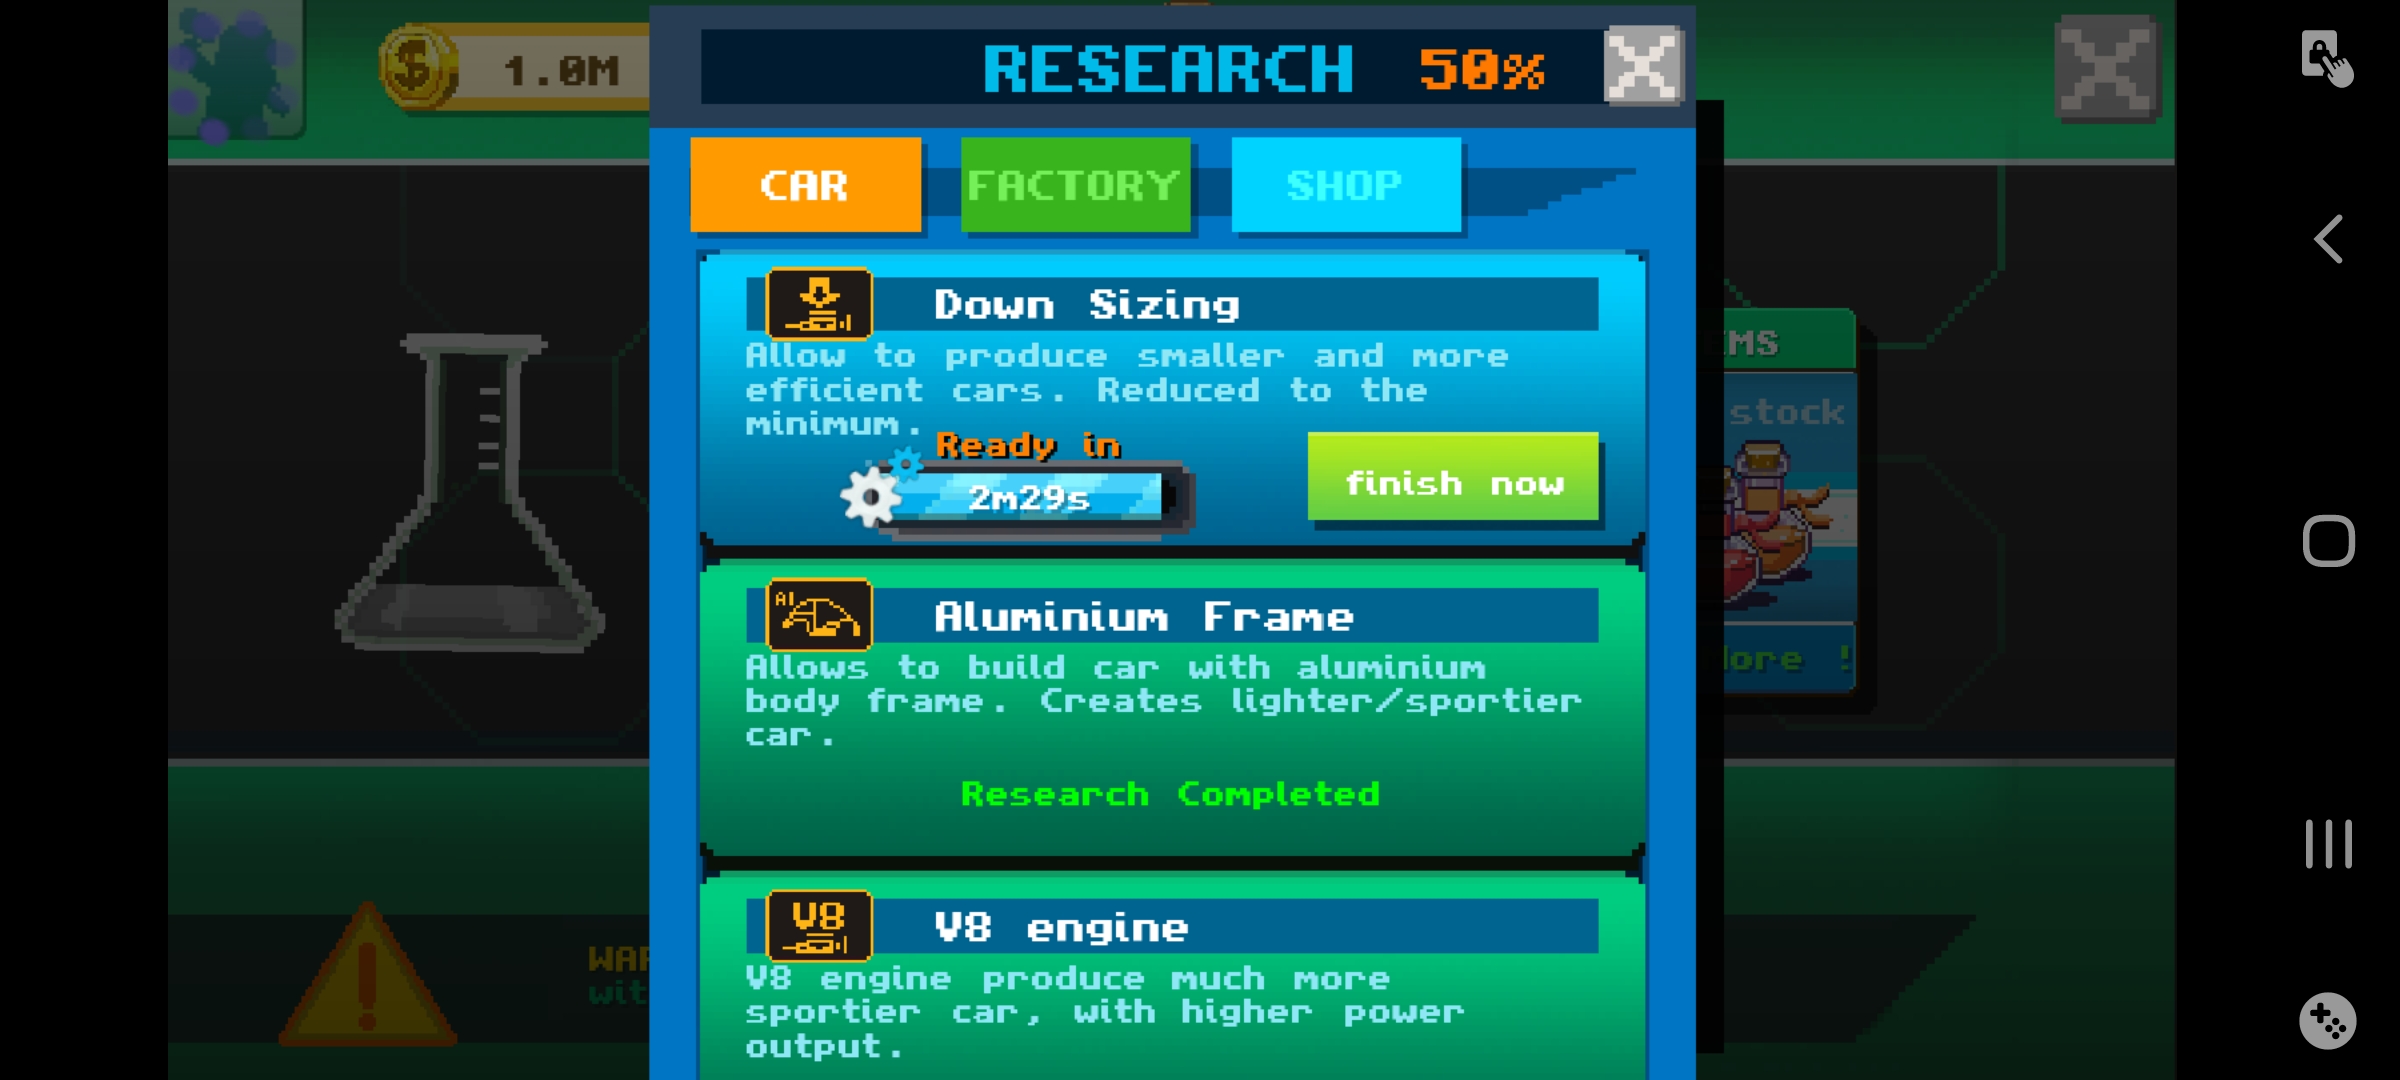 1.0M
RESEARCH 50%
CAR FACTORY SHOP
Down Sizing
Allow to produce smaller and more
efficient cars. Reduced to the
minimum.
Ready in
2m29s
finish now
Al
Aluminium Frame
Allows to build car with aluminium
body frame. Creates lighter/sportier
car.
Research Completed
V8
V8 engine
V8 engine produce much more
sportier car, with higher power
output.
stock